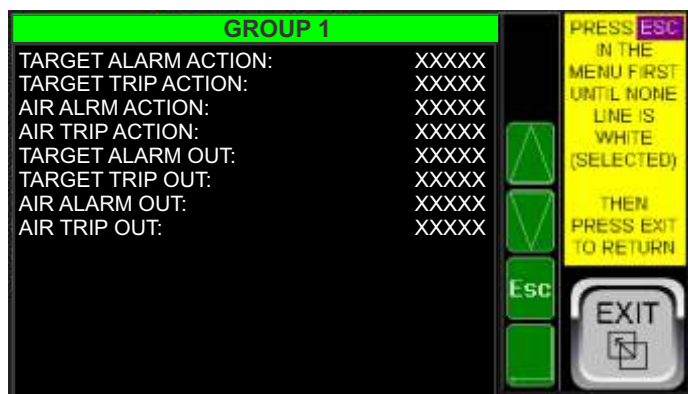 GROUP 1
TARGET ALARM ACTION: XXXXX
TARGET TRIP ACTION: XXXXX
AIR ALRM ACTION: XXXXX
AIR TRIP ACTION: XXXXX
TARGET ALARM OUT: XXXXX
TARGET TRIP OUT: XXXXX
AIR ALARM OUT: XXXXX
AIR TRIP OUT: XXXXX
Esc
PRESS ESC
IN THE
MENU FIRST
UNTIL NONE
LINE IS
WHITE
(SELECTED)
THEN
PRESS EXIT
TO RETURN
EXIT